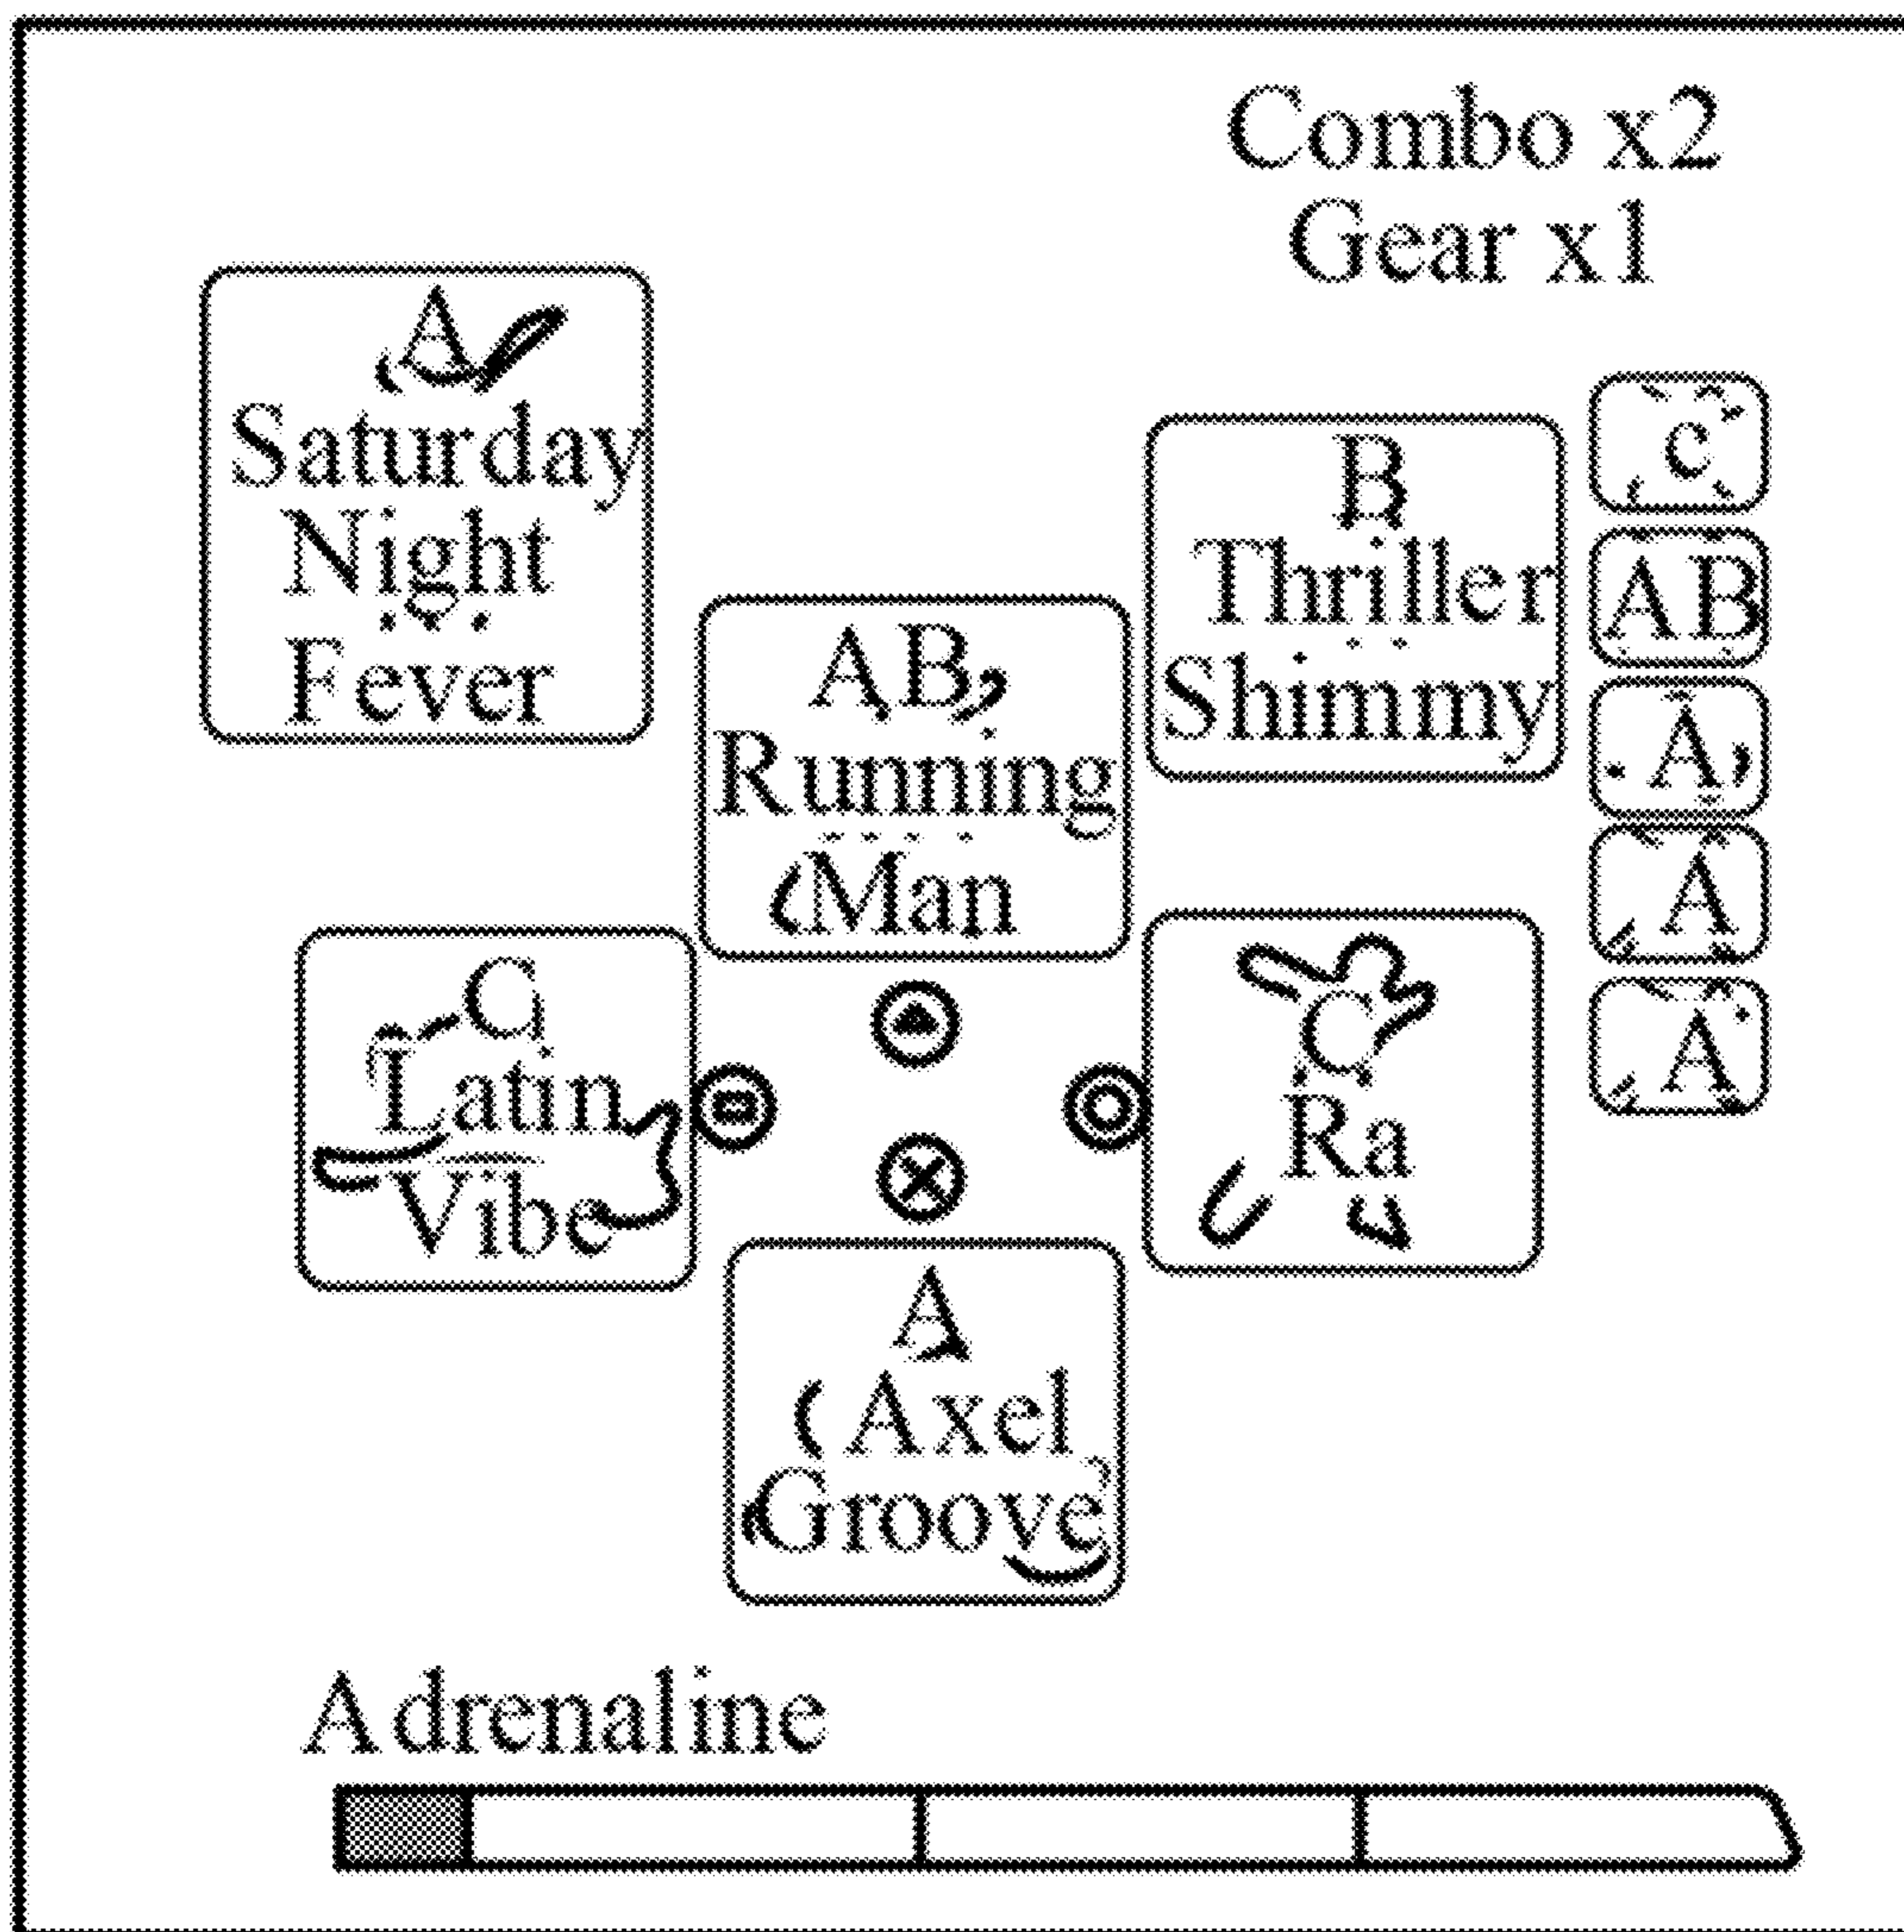 Combo x2
Gear x1
A
Saturday
Night
Fever
B
Thriller
Shimmy
c
AB
A
A
A
AB
Running
Man
C
Latin
Vibe
C
Ra
A
Axel
Groove
Adrenaline